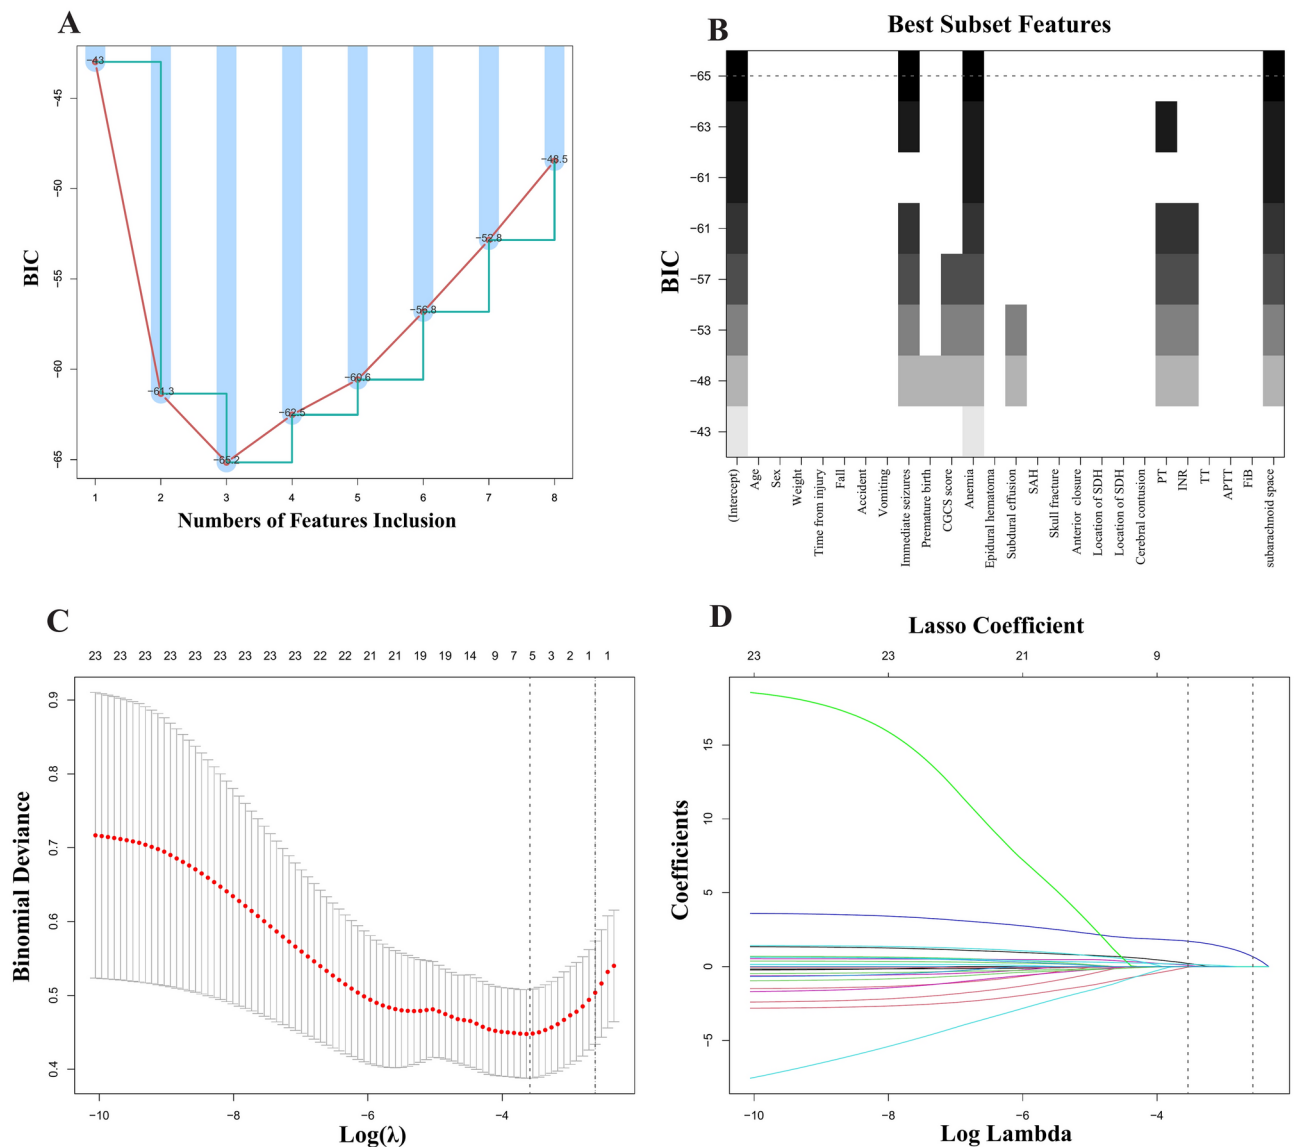 A
−43
−61.3
−65.2
−62.5
−60.6
−56.8
−52.8
−48.5
−45
−50
−55
−60
−65
BIC
1 2 3 4 5 6 7 8
Numbers of Features Inclusion
B
Best Subset Features
−65
−63
−61
−61
−57
−53
−48
−43
BIC
(Intercept)
Age
Sex
Weight
Time from injury
Fall
Accident
Vomiting
Immediate seizures
Premature birth
CGCS score
Anemia
Epidural hematoma
Subdural effusion
SAH
Skull fracture
Anterior closure
Location of SDH
Location of SDH
Cerebral contusion
PT
INR
TT
APTT
FiB
subarachnoid space
C
23 23 23 23 23 23 23 23 23 22 22 21 21 19 19 14 9 7 5 3 2 1 1
0.9
0.8
0.7
0.6
0.5
0.4
Binomial Deviance
−10 −8 −6 −4
Log(λ)
D
Lasso Coefficient
23 23 21 9
15
10
5
0
−5
Coefficients
−10 −8 −6 −4
Log Lambda